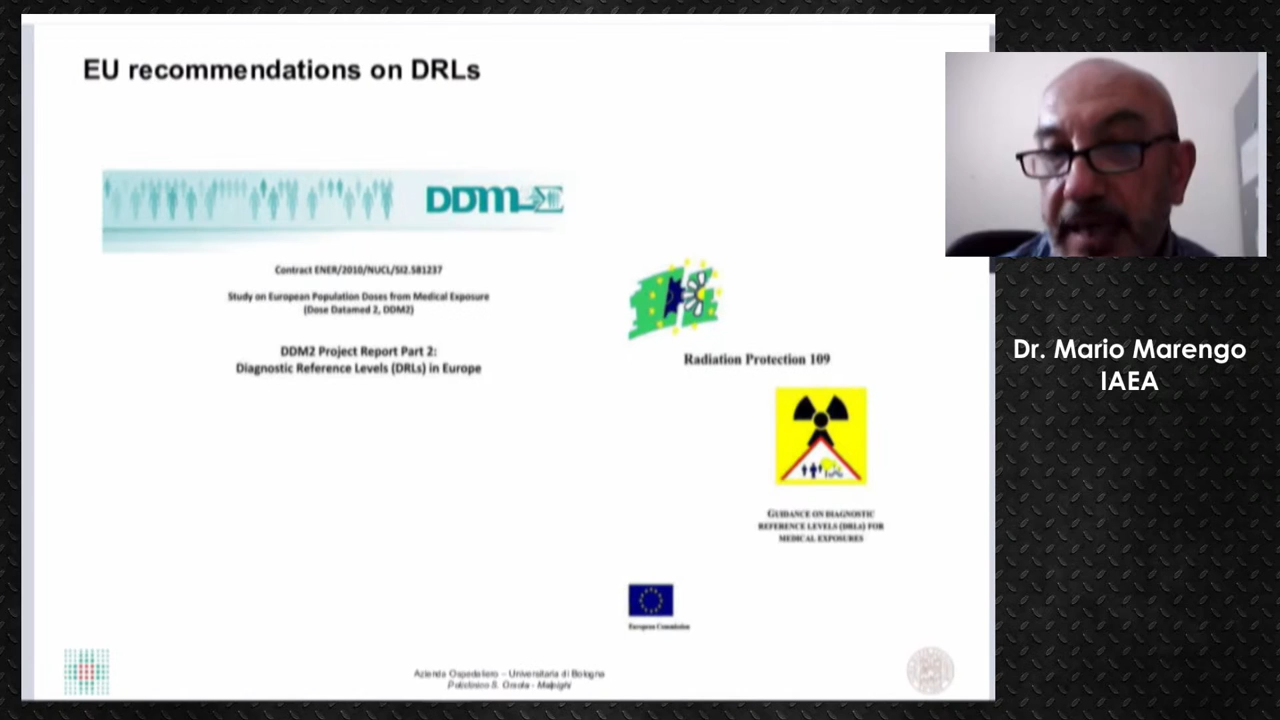 EU recommendations on DRLs
DDM
Contract ENER/2010/NUCL/SI2.581237
Study on European Population Doses from Medical Exposure
(Dose Datamed 2, DDM2)
DDM2 Project Report Part 2:
Diagnostic Reference Levels (DRLs) in Europe
Radiation Protection 109
GUIDANCE ON DIAGNOSTIC
REFERENCE LEVELS (DRLs) FOR
MEDICAL EXPOSURES
European Commission
Azienda Ospedaliero – Universitaria di Bologna
Policlinico S. Orsola - Malpighi
Dr. Mario Marengo
IAEA